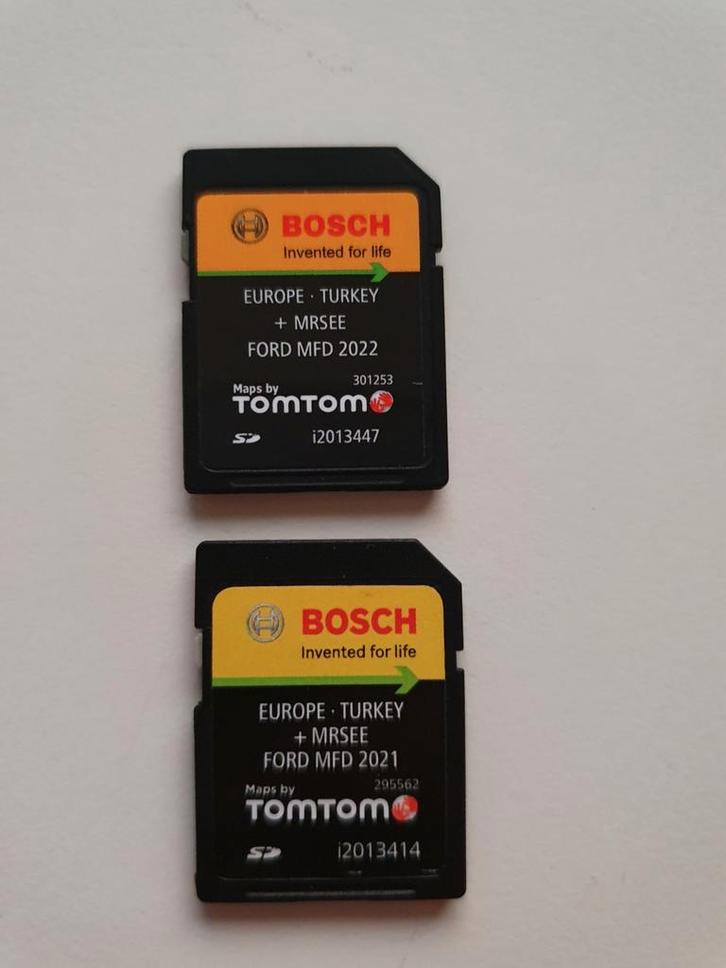 BOSCH
Invented for life
EUROPE · TURKEY
+ MRSEE
FORD MFD 2022
301253
Maps by
TOMTOM
SD
i2013447
BOSCH
Invented for life
EUROPE · TURKEY
+ MRSEE
FORD MFD 2021
295562
Maps by
TOMTOM
SD
i2013414